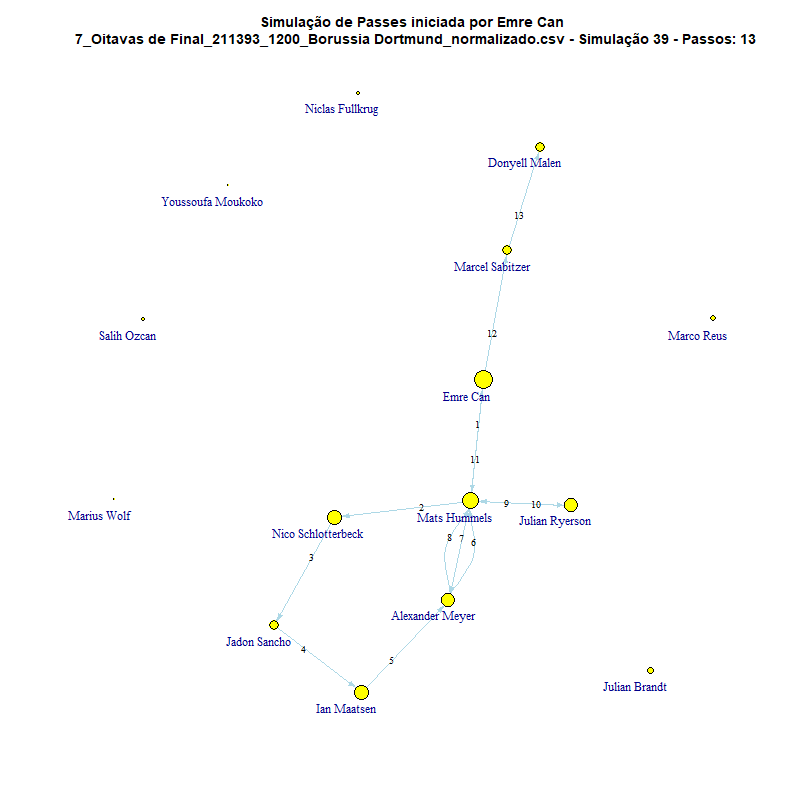 Simulação de Passes iniciada por Emre Can
7_Oitavas de Final_211393_1200_Borussia Dortmund_normalizado.csv - Simulação 39 - Passos: 13
Niclas Fullkrug
Donyell Malen
Youssoufa Moukoko
13
Marcel Sabitzer
Salih Ozcan
12
Marco Reus
Emre Can
1
11
2
9
10
Marius Wolf
Mats Hummels
Julian Ryerson
Nico Schlotterbeck
8
7
6
3
Alexander Meyer
Jadon Sancho
4
5
Julian Brandt
Ian Maatsen